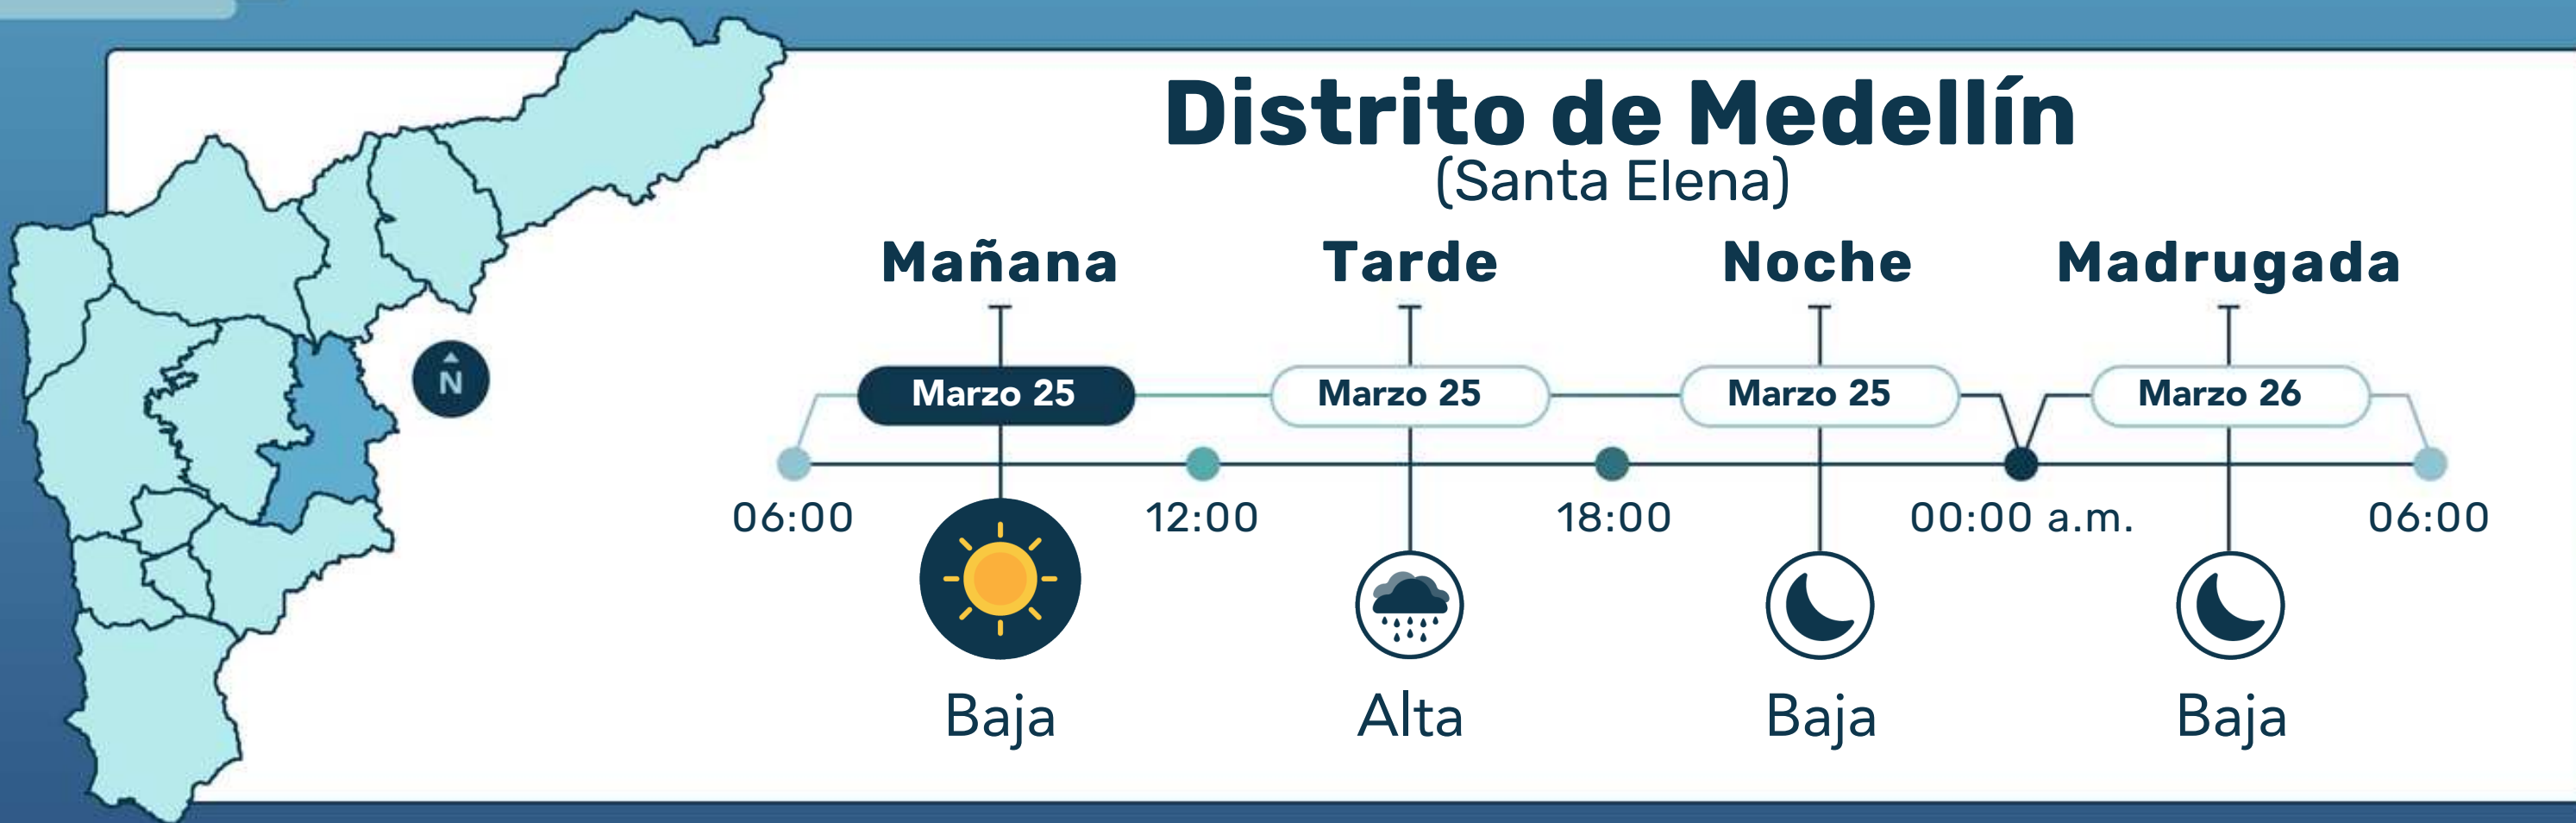 Distrito de Medellín
(Santa Elena)
Mañana Tarde Noche Madrugada
N
Marzo 25 Marzo 25 Marzo 25 Marzo 26
06:00 12:00 18:00 00:00 a.m. 06:00
Baja Alta Baja Baja